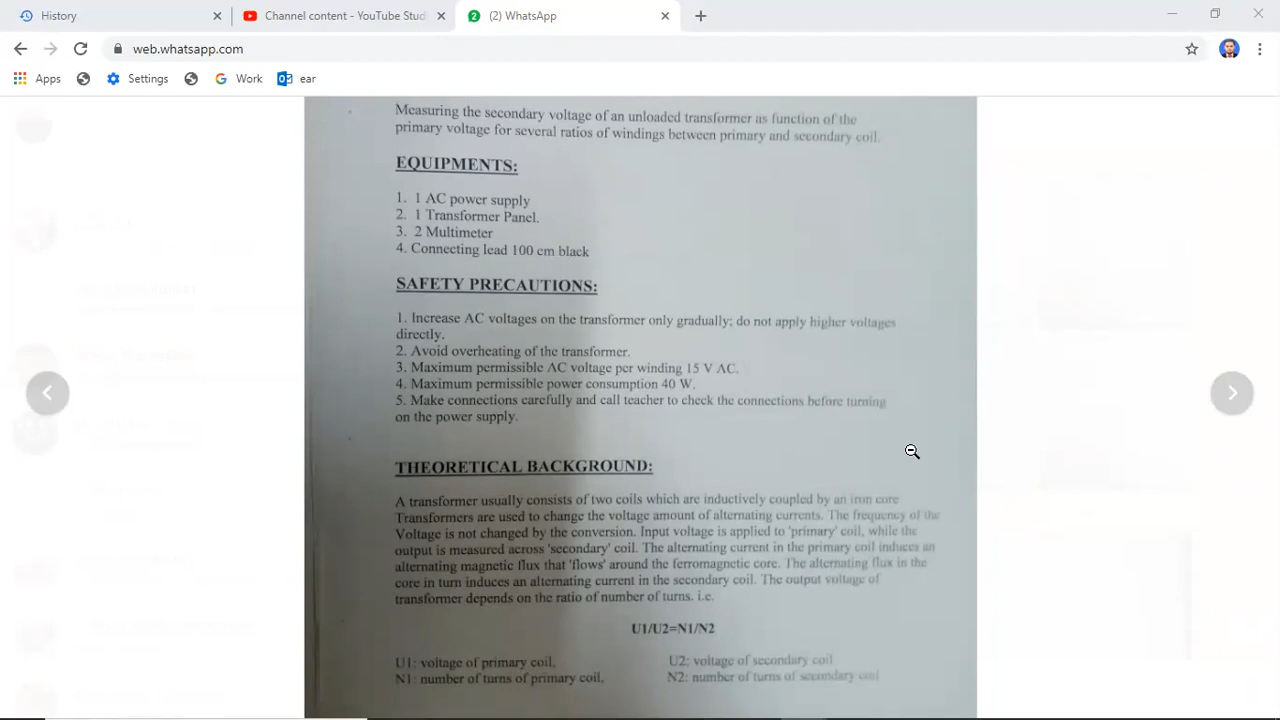 History
Channel content - YouTube Stud
2
(2) WhatsApp
web.whatsapp.com
Apps
Settings
Work
ear
Measuring the secondary voltage of an unloaded transformer as function of the
primary voltage for several ratios of windings between primary and secondary coil.
EQUIPMENTS:
1. 1 AC power supply
2. 1 Transformer Panel.
3. 2 Multimeter
4. Connecting lead 100 cm black
SAFETY PRECAUTIONS:
1. Increase AC voltages on the transformer only gradually; do not apply higher voltages
directly.
2. Avoid overheating of the transformer.
3. Maximum permissible AC voltage per winding 15 V AC.
4. Maximum permissible power consumption 40 W.
5. Make connections carefully and call teacher to check the connections before turning
on the power supply.
THEORETICAL BACKGROUND:
A transformer usually consists of two coils which are inductively coupled by an iron core
Transformers are used to change the voltage amount of alternating currents. The frequency of the
Voltage is not changed by the conversion. Input voltage is applied to 'primary' coil, while the
output is measured across 'secondary' coil. The alternating current in the primary coil induces an
alternating magnetic flux that 'flows' around the ferromagnetic core. The alternating flux in the
core in turn induces an alternating current in the secondary coil. The output voltage of
transformer depends on the ratio of number of turns. i.e.
U1/U2=N1/N2
U1: voltage of primary coil, U2: voltage of secondary coil
N1: number of turns of primary coil, N2: number of turns of secondary coil